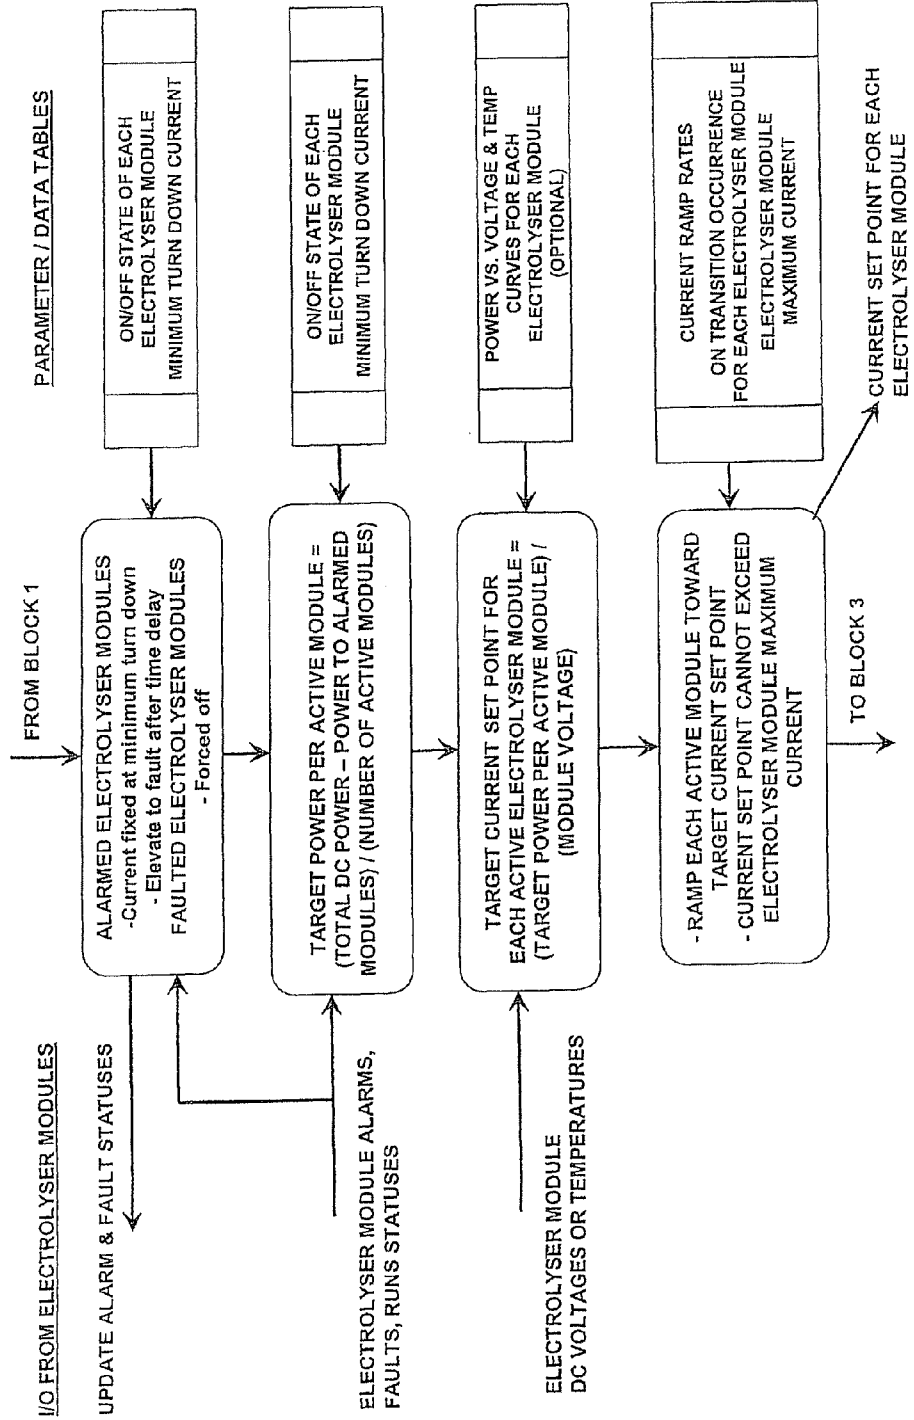 I/O FROM ELECTROLYSER MODULES
PARAMETER / DATA TABLES
FROM BLOCK 1
UPDATE ALARM & FAULT STATUSES
ALARMED ELECTROLYSER MODULES
-Current fixed at minimum turn down
- Elevate to fault after time delay
FAULTED ELECTROLYSER MODULES
- Forced off
ON/OFF STATE OF EACH
ELECTROLYSER MODULE
MINIMUM TURN DOWN CURRENT
ELECTROLYSER MODULE ALARMS,
FAULTS, RUNS STATUSES
TARGET POWER PER ACTIVE MODULE =
(TOTAL DC POWER – POWER TO ALARMED
MODULES) / (NUMBER OF ACTIVE MODULES)
ON/OFF STATE OF EACH
ELECTROLYSER MODULE
MINIMUM TURN DOWN CURRENT
ELECTROLYSER MODULE
DC VOLTAGES OR TEMPERATURES
TARGET CURRENT SET POINT FOR
EACH ACTIVE ELECTROLYSER MODULE =
(TARGET POWER PER ACTIVE MODULE) /
(MODULE VOLTAGE)
POWER VS. VOLTAGE & TEMP
CURVES FOR EACH
ELECTROLYSER MODULE
(OPTIONAL)
- RAMP EACH ACTIVE MODULE TOWARD
TARGET CURRENT SET POINT
- CURRENT SET POINT CANNOT EXCEED
ELECTROLYSER MODULE MAXIMUM
CURRENT
CURRENT RAMP RATES
ON TRANSITION OCCURRENCE
FOR EACH ELECTROLYSER MODULE
ELECTROLYSER MODULE
MAXIMUM CURRENT
TO BLOCK 3
CURRENT SET POINT FOR EACH
ELECTROLYSER MODULE